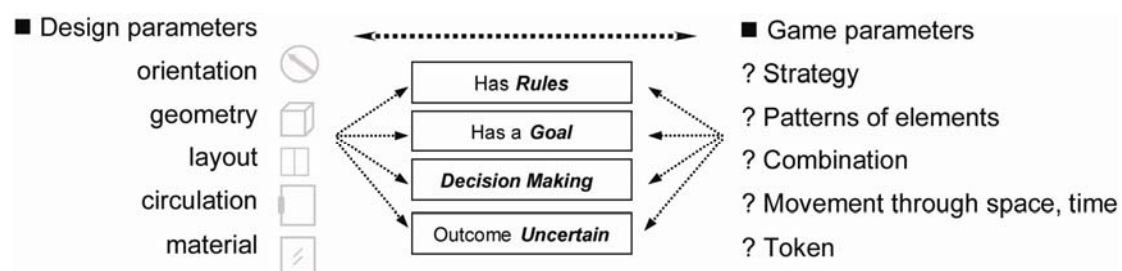 ■ Design parameters
orientation
geometry
layout
circulation
material
Has Rules
Has a Goal
Decision Making
Outcome Uncertain
■ Game parameters
? Strategy
? Patterns of elements
? Combination
? Movement through space, time
? Token